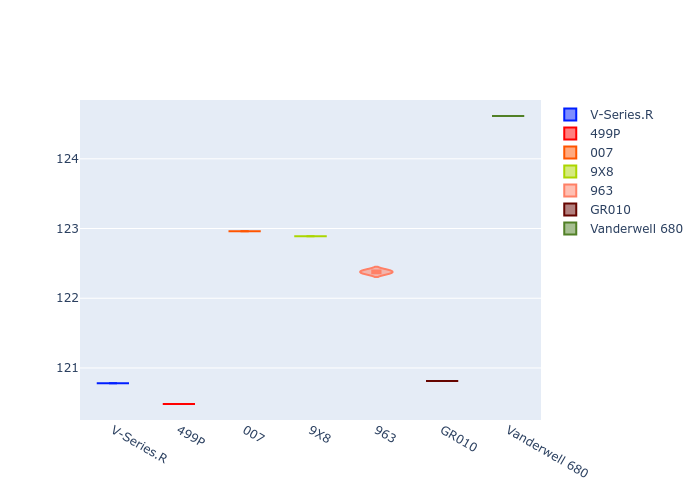 124
123
122
121
V-Series.R
499P
007
9X8
963
GR010
Vanderwell 680
V-Series.R
499P
007
9X8
963
GR010
Vanderwell 680